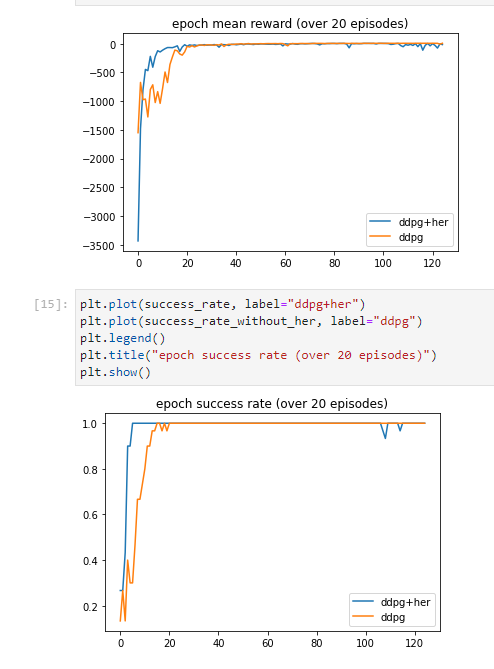 epoch mean reward (over 20 episodes)
0
−500
−1000
−1500
−2000
−2500
−3000
−3500
ddpg+her
ddpg
0 20 40 60 80 100 120
[15]: plt.plot(success_rate, label="ddpg+her")
plt.plot(success_rate_without_her, label="ddpg")
plt.legend()
plt.title("epoch success rate (over 20 episodes)")
plt.show()
epoch success rate (over 20 episodes)
1.0
0.8
0.6
0.4
0.2
ddpg+her
ddpg
0 20 40 60 80 100 120